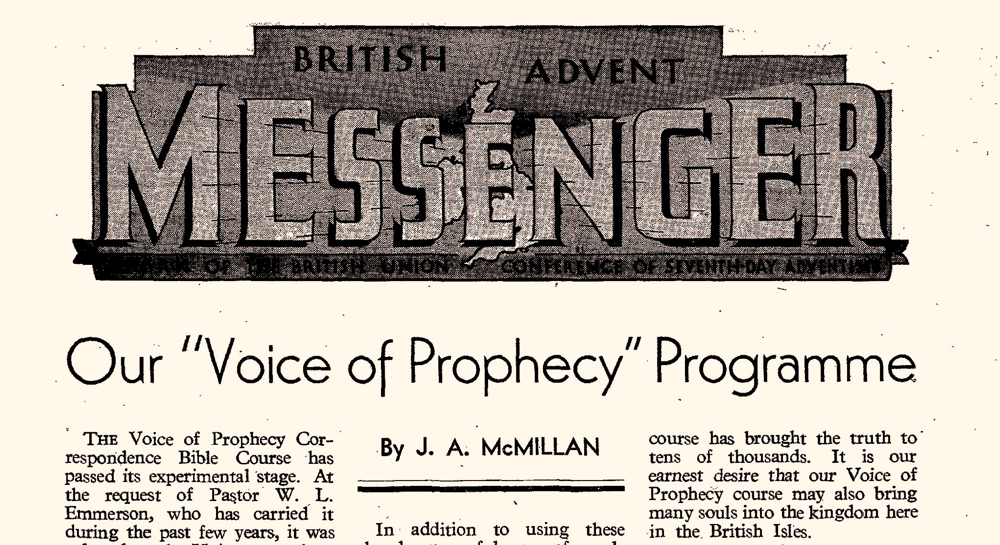 BRITISH ADVENT
MESSENGER
OF THE BRITISH UNION CONFERENCE OF SEVENTH-DAY ADVENTISTS
Our "Voice of Prophecy" Programme
THE Voice of Prophecy Cor-
respondence Bible Course has
passed its experimental stage. At
the request of Pastor W. L.
Emmerson, who has carried it
during the past few years, it was
By J. A. McMILLAN
In addition to using these
course has brought the truth to
tens of thousands. It is our
earnest desire that our Voice of
Prophecy course may also bring
many souls into the kingdom here
in the British Isles.